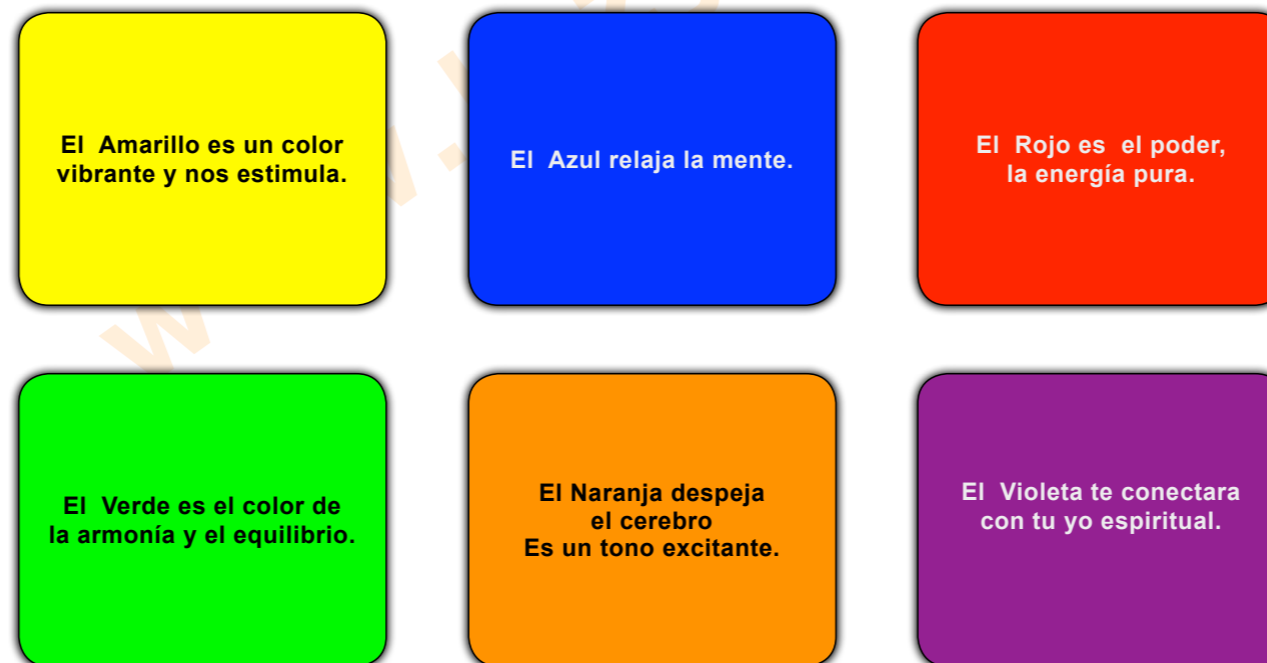 El Amarillo es un color
vibrante y nos estimula.
El Azul relaja la mente.
El Rojo es el poder,
la energía pura.
El Verde es el color de
la armonía y el equilibrio.
El Naranja despeja
el cerebro
Es un tono excitante.
El Violeta te conectara
con tu yo espiritual.